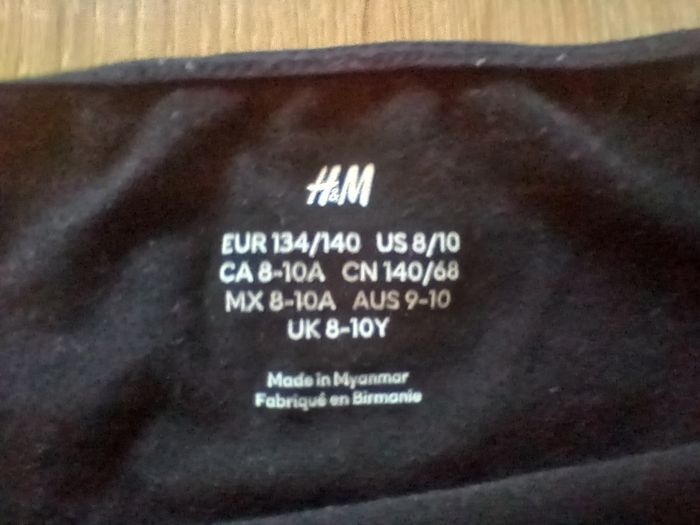 H&M
EUR 134/140 US 8/10
CA 8-10A CN 140/68
MX 8-10A AUS 9-10
UK 8-10Y
Made in Myanmar
Fabriqué en Birmanie